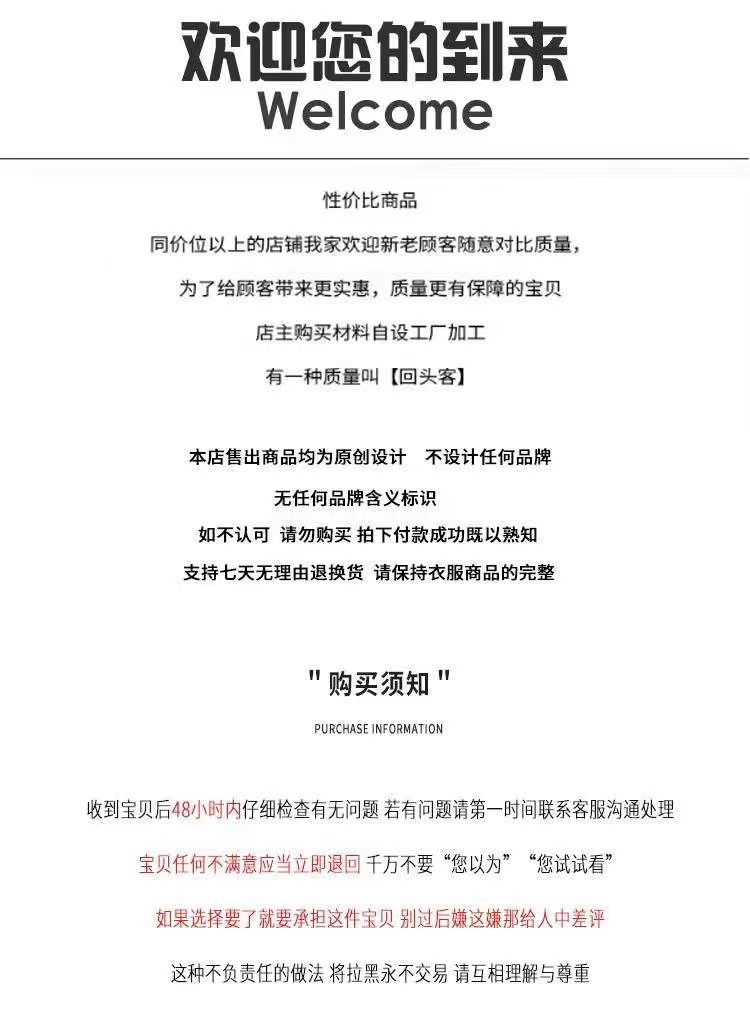 欢迎您的到来
Welcome
性价比商品
同价位以上的店铺我家欢迎新老顾客随意对比质量，
为了给顾客带来更实惠，质量更有保障的宝贝
店主购买材料自设工厂加工
有一种质量叫【回头客】
本店售出商品均为原创设计 不设计任何品牌
无任何品牌含义标识
如不认可 请勿购买 拍下付款成功既以熟知
支持七天无理由退换货 请保持衣服商品的完整
"购买须知"
PURCHASE INFORMATION
收到宝贝后48小时内仔细检查有无问题 若有问题请第一时间联系客服沟通处理
宝贝任何不满意应当立即退回 千万不要“您以为”“您试试看”
如果选择要了就要承担这件宝贝 别过后嫌这嫌那给人中差评
这种不负责任的做法 将拉黑永不交易 请互相理解与尊重